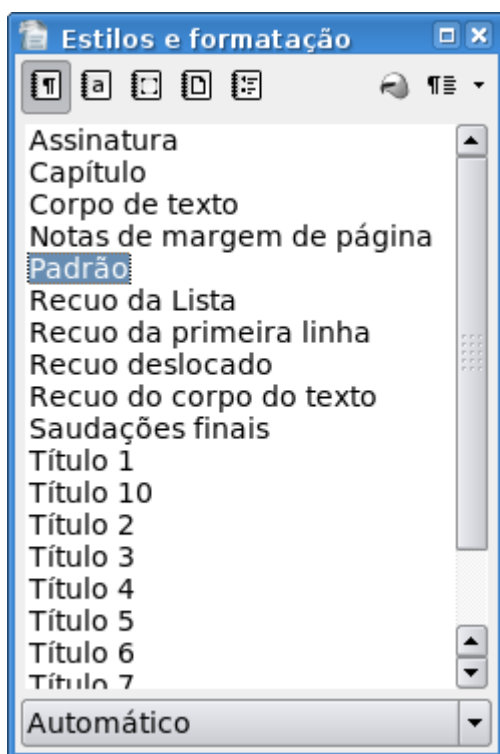 Estilos e formatação
Assinatura
Capítulo
Corpo de texto
Notas de margem de página
Padrão
Recuo da Lista
Recuo da primeira linha
Recuo deslocado
Recuo do corpo do texto
Saudações finais
Título 1
Título 10
Título 2
Título 3
Título 4
Título 5
Título 6
Título 7
Automático